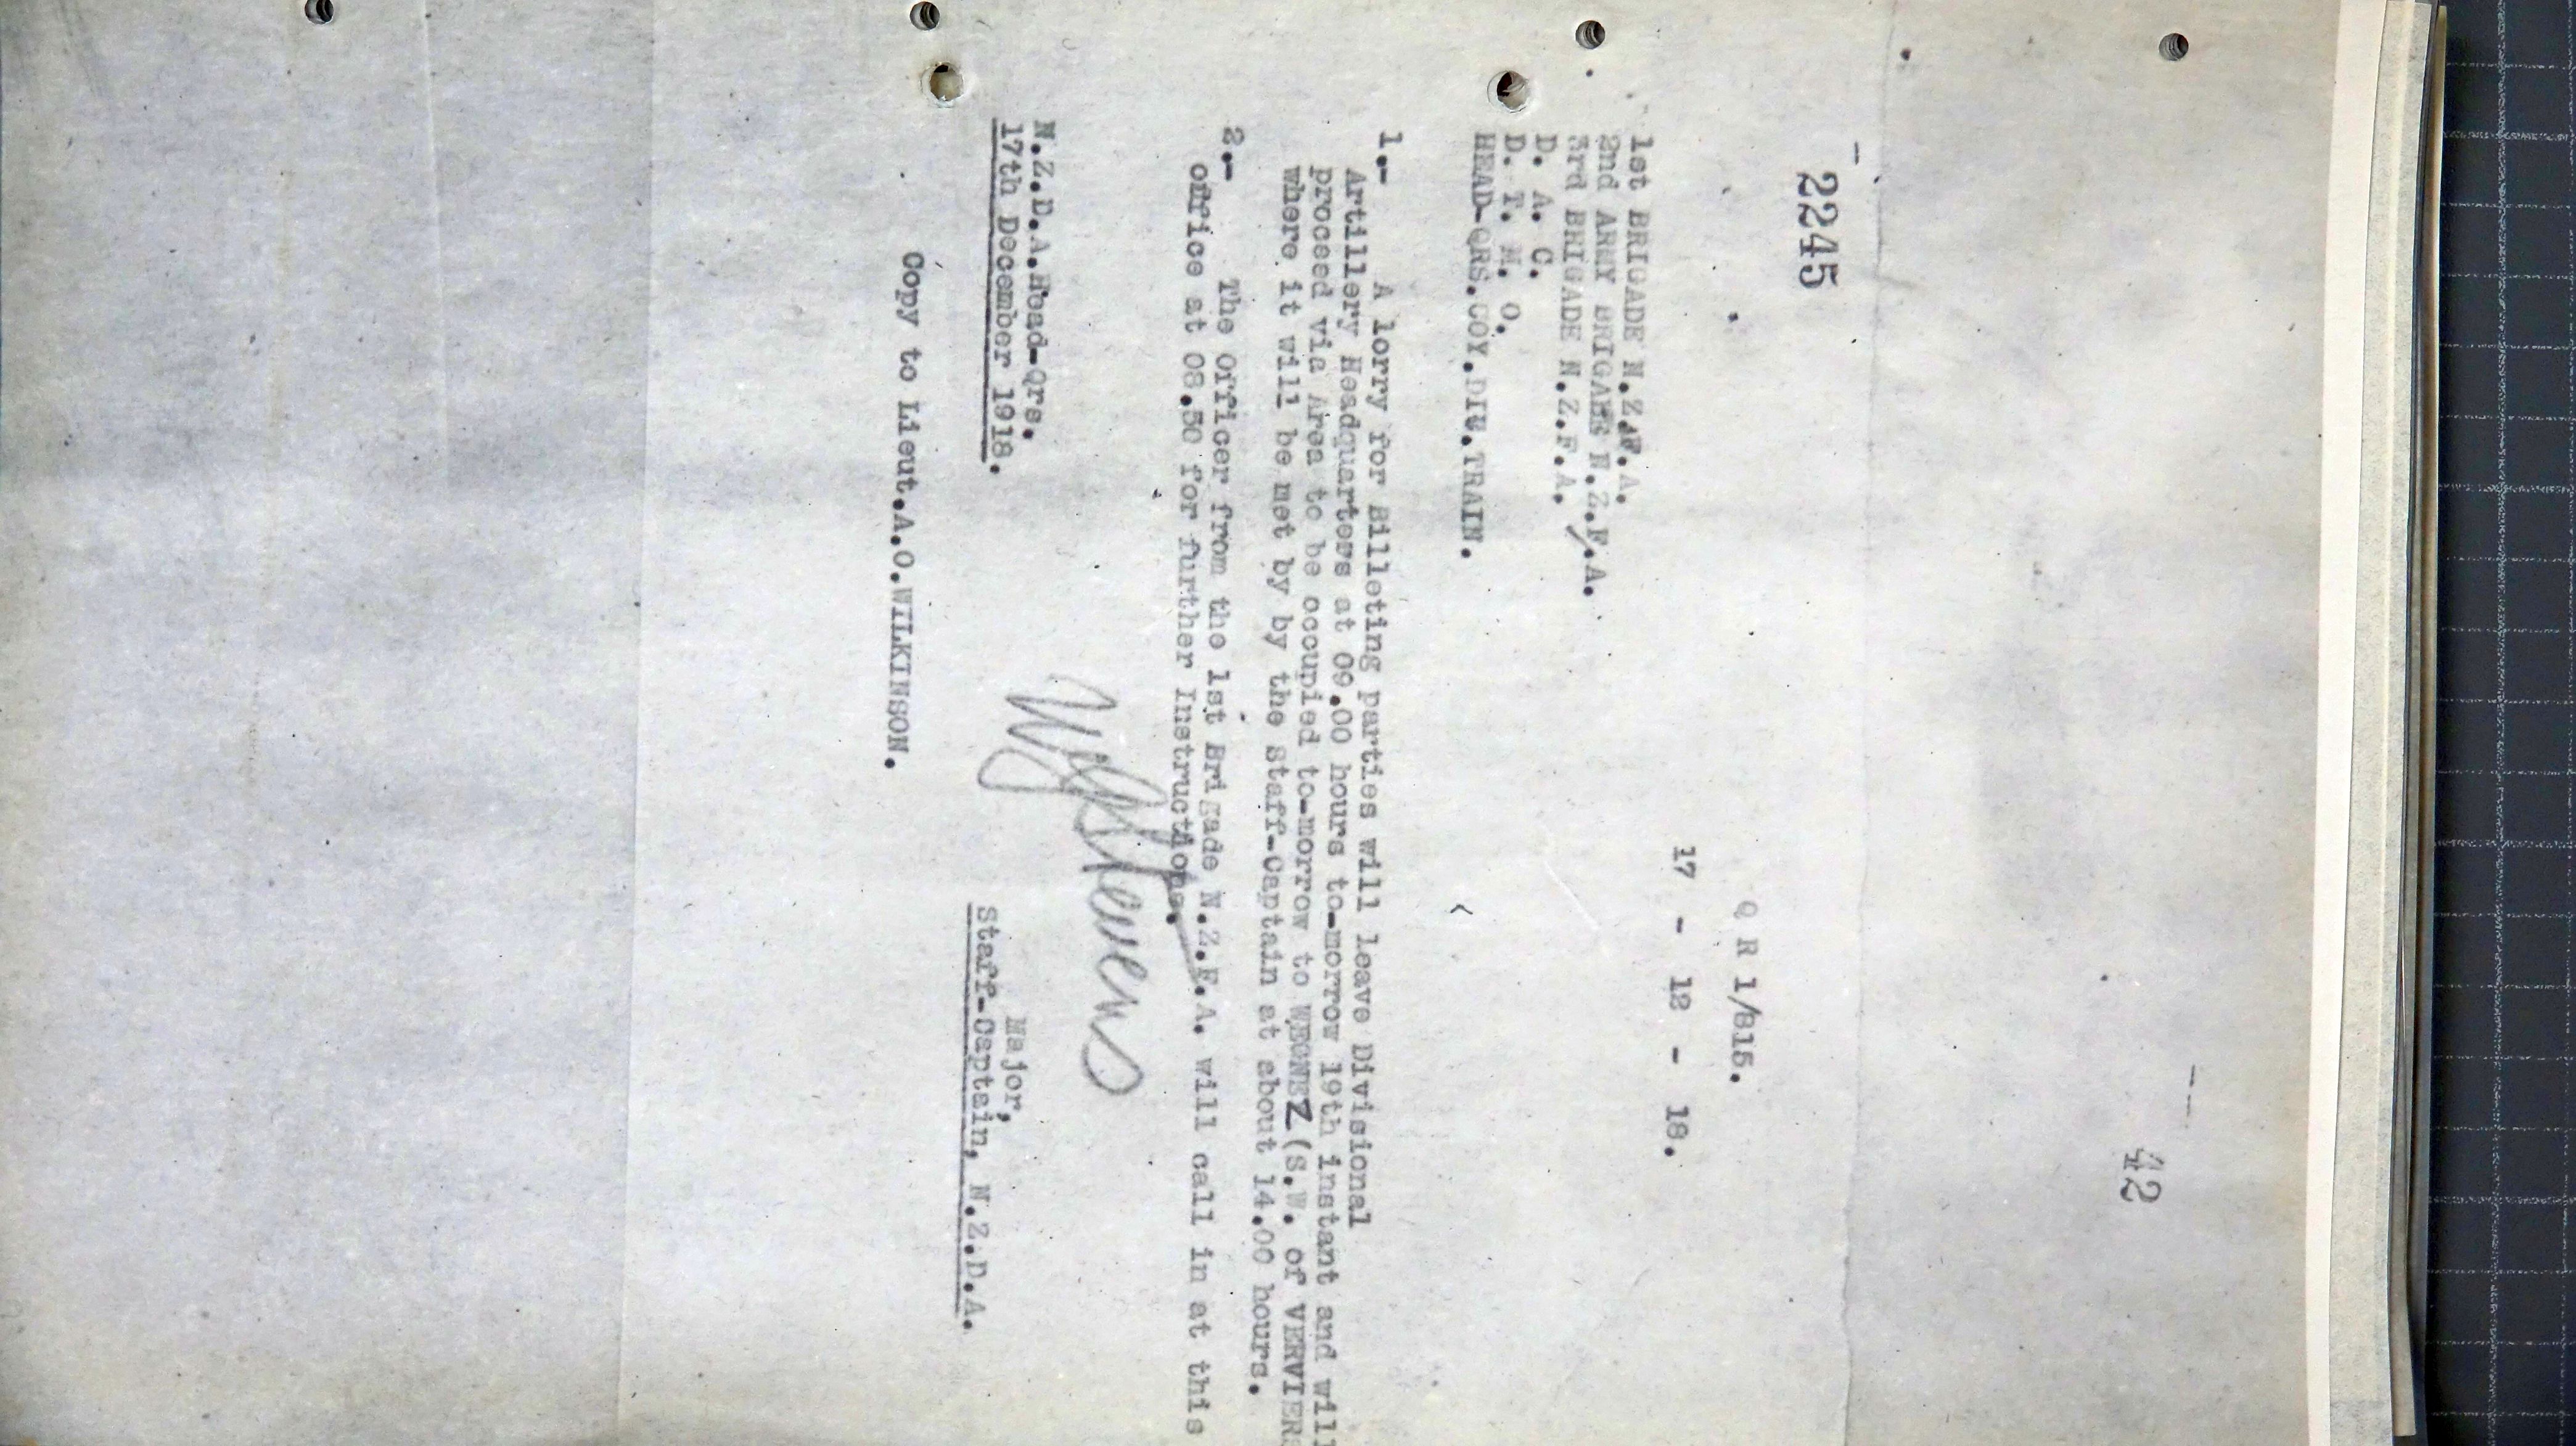 42
2245
Q R 1/815.
17 - 12 - 18.
1st BRIGADE N.Z.F.A.
2nd ARMY BRIGADE N.Z.F.A.
3rd BRIGADE N.Z.F.A.
D. A. C.
D. T. M. O.
HEAD-QRS.COY.DIV.TRAIN.
1.- A lorry for Billeting parties will leave Divisional
Artillery Headquarters at 09.00 hours to-morrow 19th instant and will
proceed via Area to be occupied to-morrow to WEGNEZ (S.W. of VERVIERS
where it will be met by by the Staff-Captain at about 14.00 hours.
2.- The Officer from the 1st Brigade N.Z.F.A. will call in at this
office at 08.50 for further Instructions.
N.Z.D.A.Head-Qrs.
17th December 1918.
Major,
Staff-Captain, N.Z.D.A.
Copy to Lieut.A.O.WILKINSON.